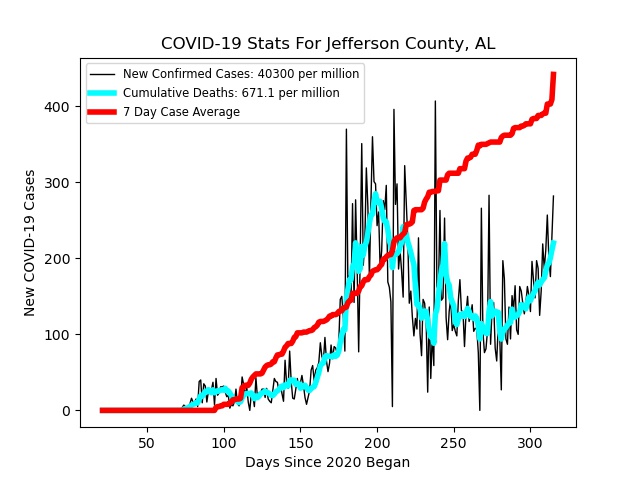 COVID-19 Stats For Jefferson County, AL
New Confirmed Cases: 40300 per million
Cumulative Deaths: 671.1 per million
7 Day Case Average
400
300
200
100
0
New COVID-19 Cases
50 100 150 200 250 300
Days Since 2020 Began